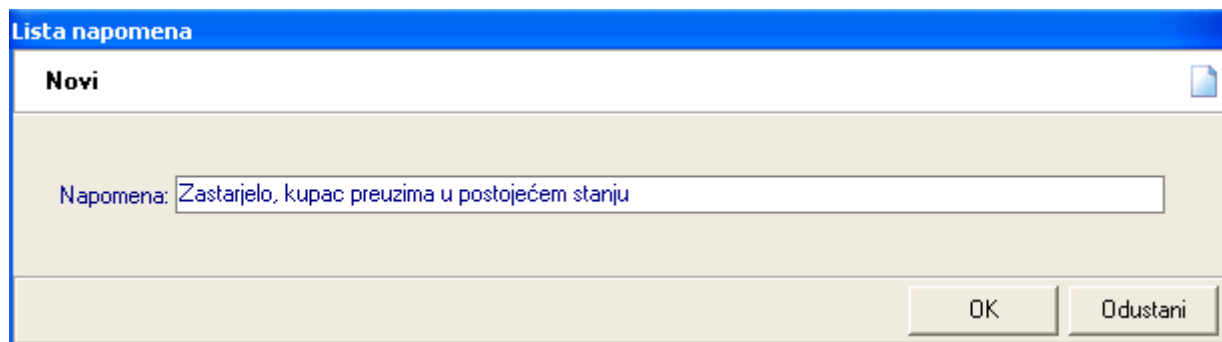 Lista napomena
Novi
Napomena: Zastarjelo, kupac preuzima u postojećem stanju
OK Odustani